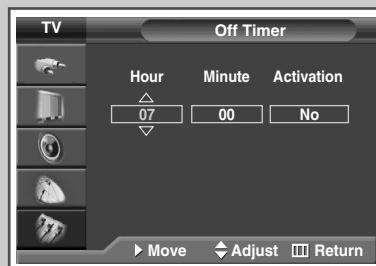 TV Off Timer
Hour Minute Activation
07 00 No
Move Adjust Return